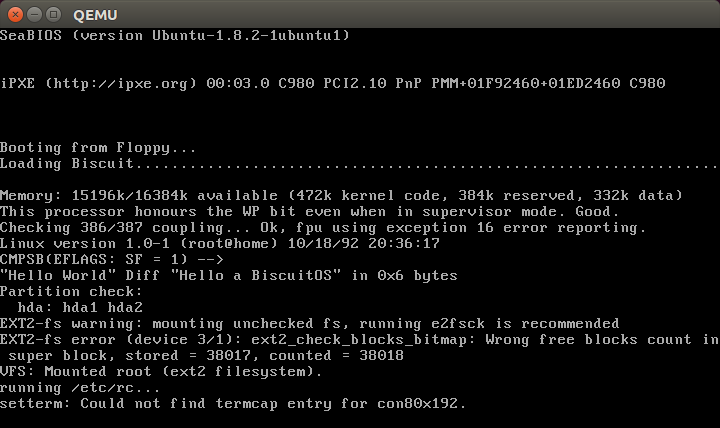 QEMU
SeaBIOS (version Ubuntu-1.8.2-1ubuntu1)
iPXE (http://ipxe.org) 00:03.0 C980 PCI2.10 PnP PMM+01F92460+01ED2460 C980
Booting from Floppy...
Loading Biscuit.........................................................................
Memory: 15196k/16384k available (472k kernel code, 384k reserved, 332k data)
This processor honours the WP bit even when in supervisor mode. Good.
Checking 386/387 coupling... Ok, fpu using exception 16 error reporting.
Linux version 1.0-1 (root@home) 10/18/92 20:36:17
CMPSB(EFLAGS: SF = 1) -->
"Hello World" Diff "Hello a BiscuitOS" in 0x6 bytes
Partition check:
  hda: hda1 hda2
EXT2-fs warning: mounting unchecked fs, running e2fsck is recommended
EXT2-fs error (device 3/1): ext2_check_blocks_bitmap: Wrong free blocks count in
 super block, stored = 38017, counted = 38018
VFS: Mounted root (ext2 filesystem).
running /etc/rc...
setterm: Could not find termcap entry for con80x192.